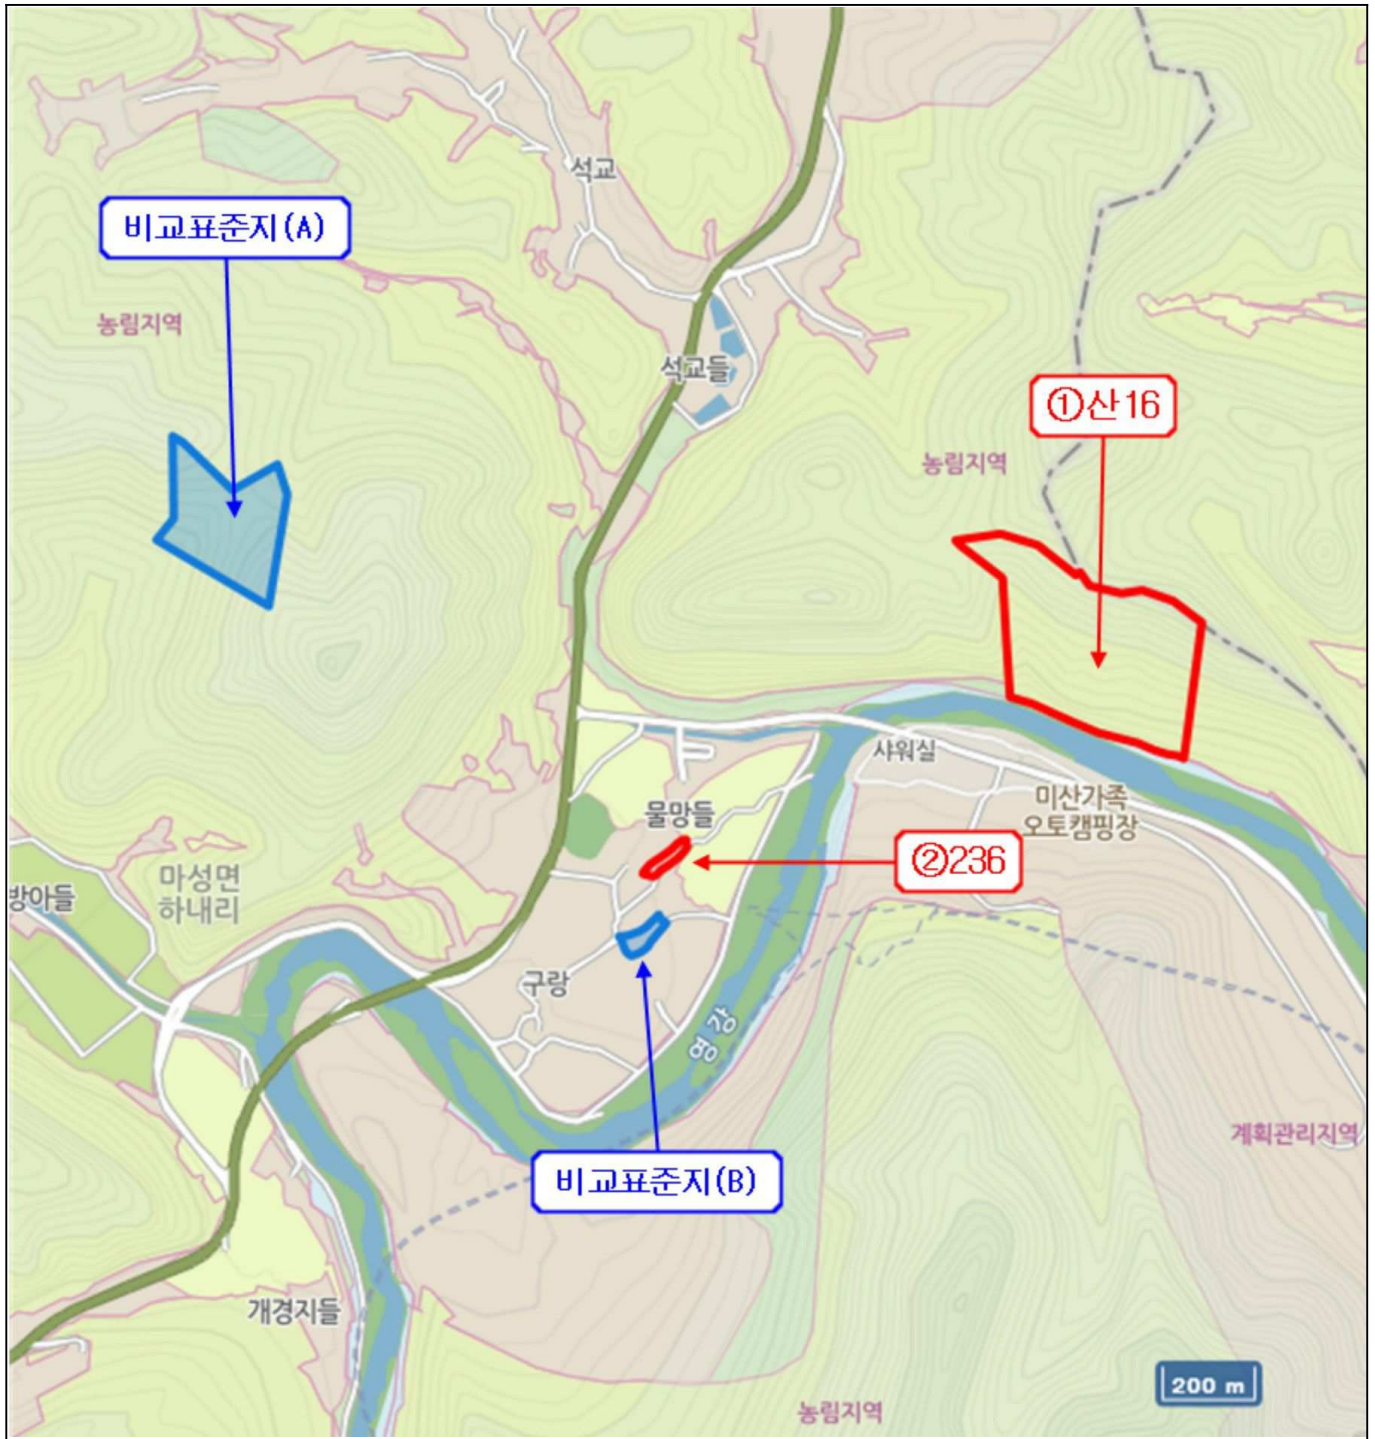 석교
비교표준지(A)
농림지역
석교들
①산16
농림지역
샤워실
미산가족
오토캠핑장
물망들
②236
마성면
하내리
방아들
구랑
영강
계획관리지역
비교표준지(B)
개경지들
200 m
농림지역